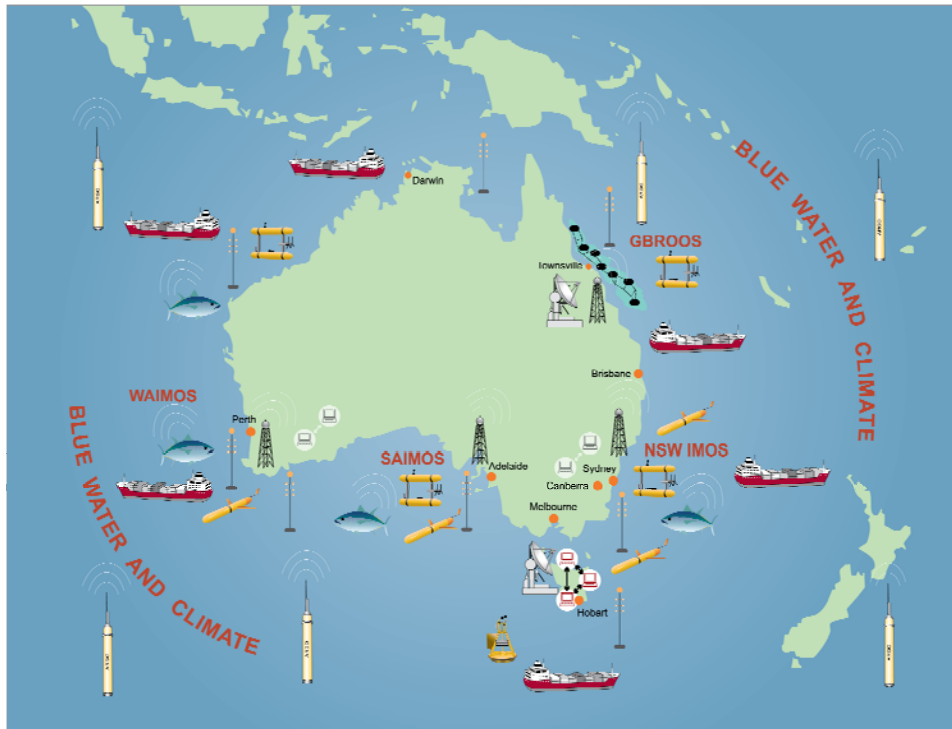 BLUE WATER AND CLIMATE
Darwin
GBROOS
Townsville
Brisbane
WAIMOS
Perth
SAIMOS
Adelaide
NSW IMOS
Sydney
Canberra
Melbourne
Hobart
BLUE WATER AND CLIMATE